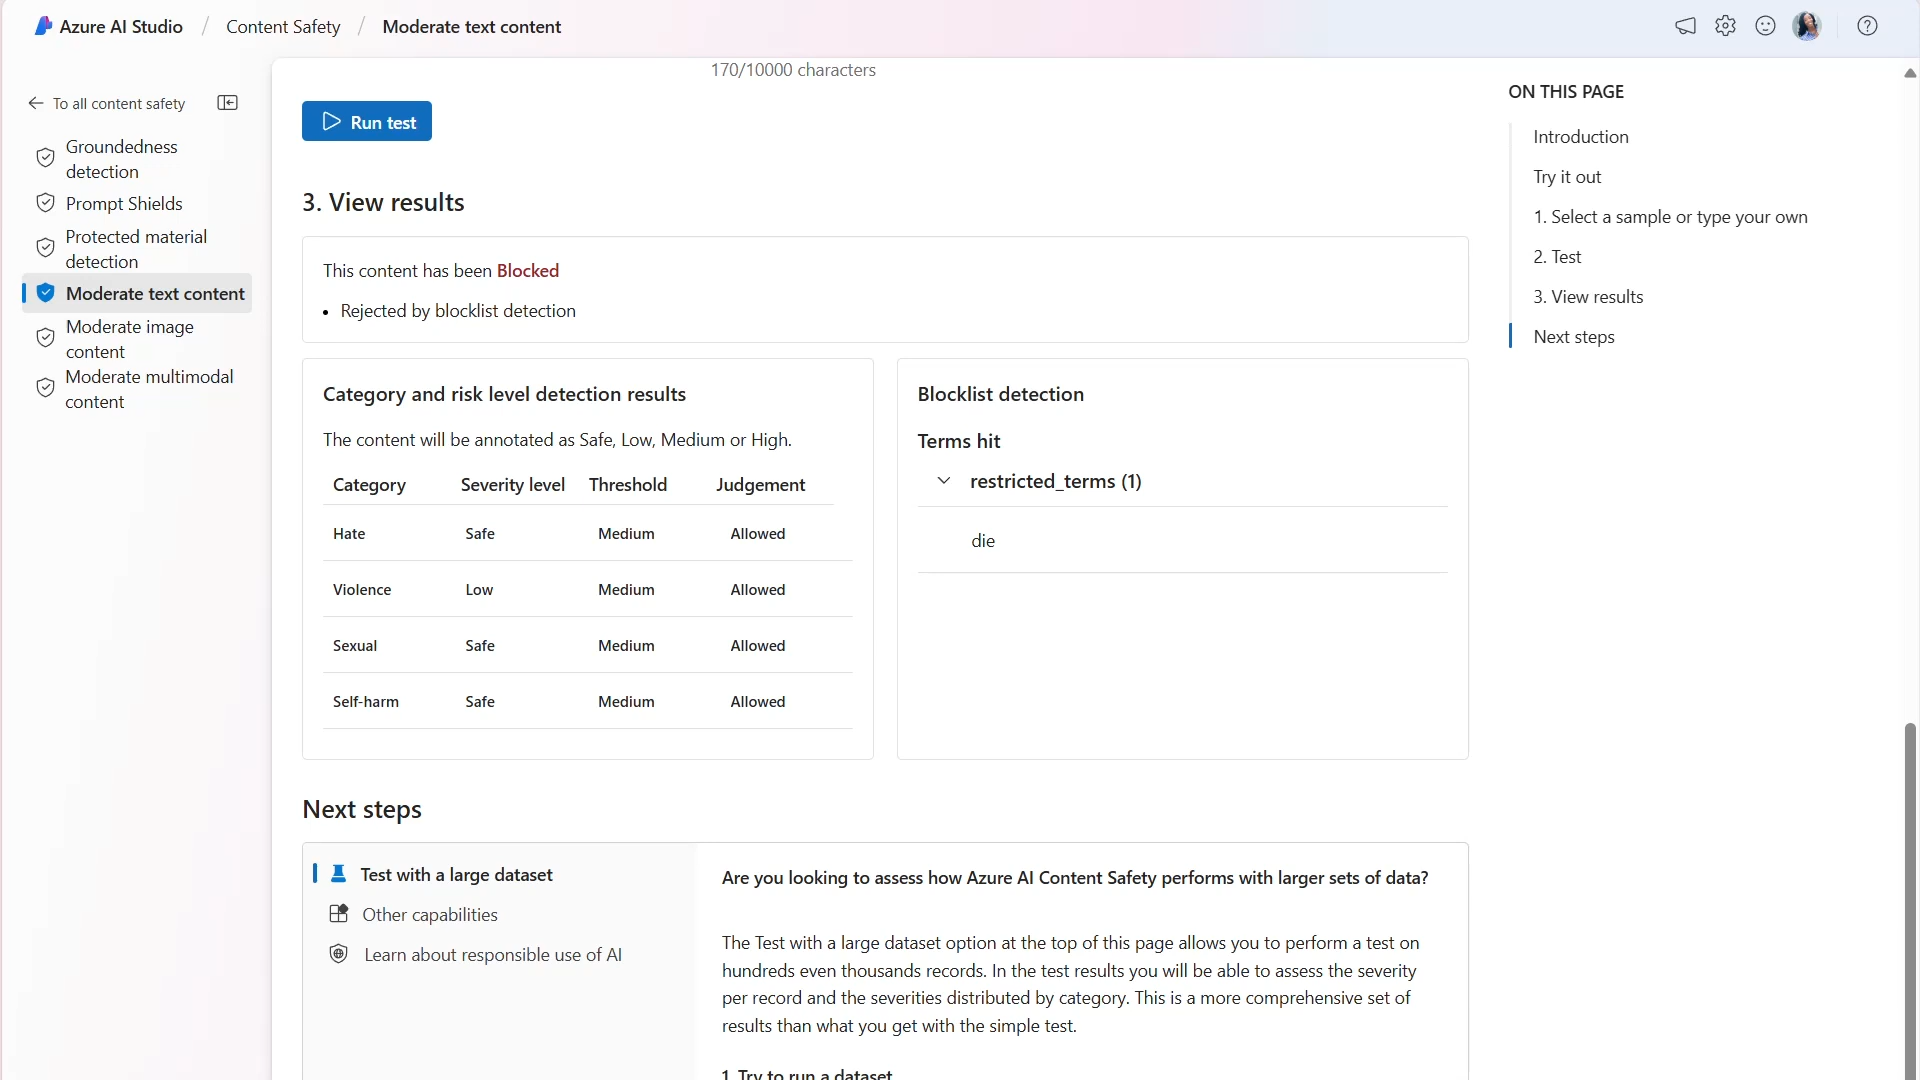 Azure AI Studio / Content Safety / Moderate text content
To all content safety
Groundedness
detection
Prompt Shields
Protected material
detection
Moderate text content
Moderate image
content
Moderate multimodal
content
170/10000 characters
Run test
3. View results
This content has been Blocked
• Rejected by blocklist detection
Category and risk level detection results
The content will be annotated as Safe, Low, Medium or High.
Category Severity level Threshold Judgement
Hate Safe Medium Allowed
Violence Low Medium Allowed
Sexual Safe Medium Allowed
Self-harm Safe Medium Allowed
Blocklist detection
Terms hit
restricted_terms (1)
die
Next steps
Test with a large dataset
Other capabilities
Learn about responsible use of AI
Are you looking to assess how Azure AI Content Safety performs with larger sets of data?
The Test with a large dataset option at the top of this page allows you to perform a test on
hundreds even thousands records. In the test results you will be able to assess the severity
per record and the severities distributed by category. This is a more comprehensive set of
results than what you get with the simple test.
1. Try to run a dataset
ON THIS PAGE
Introduction
Try it out
1. Select a sample or type your own
2. Test
3. View results
Next steps